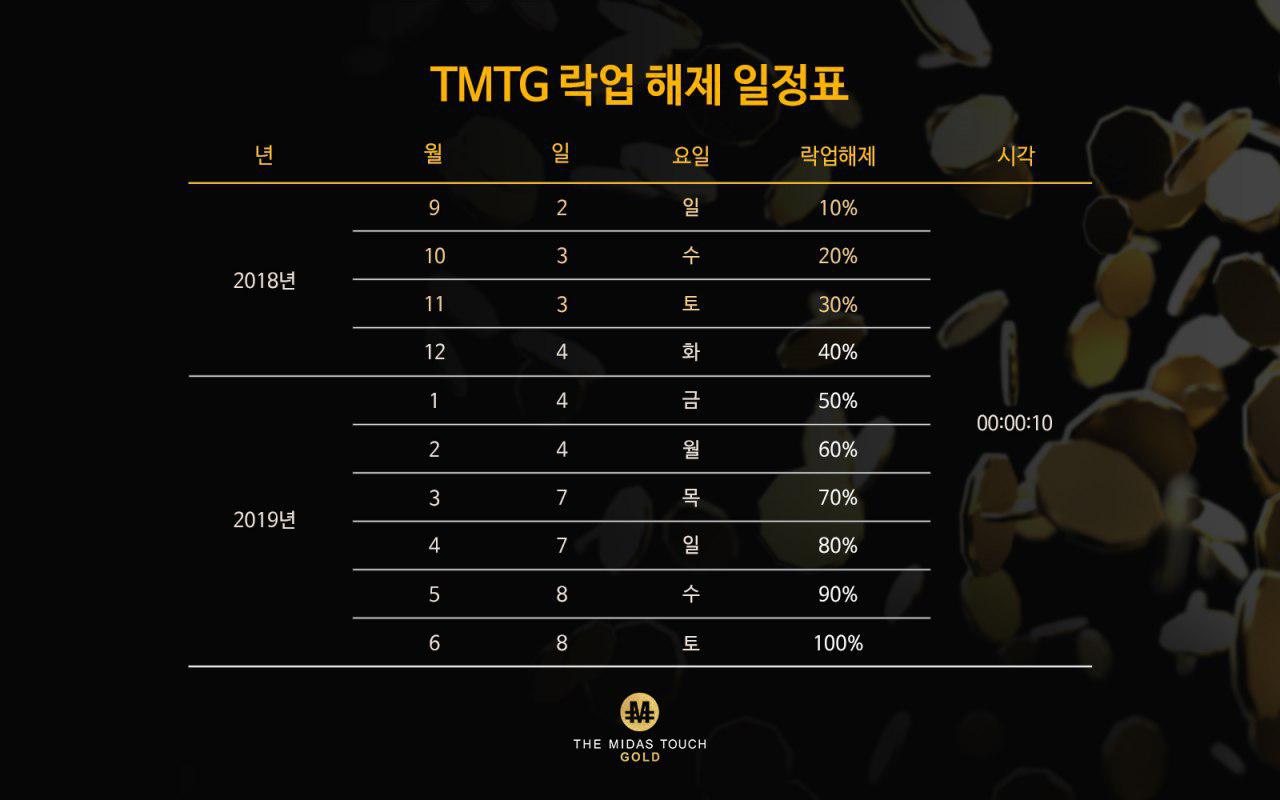 TMTG 락업 해제 일정표
년 월 일 요일 락업해제 시각
9 2 일 10%
10 3 수 20%
2018년
11 3 토 30%
12 4 화 40%
1 4 금 50%
00:00:10
2 4 월 60%
3 7 목 70%
2019년
4 7 일 80%
5 8 수 90%
6 8 토 100%
M
THE MIDAS TOUCH
GOLD